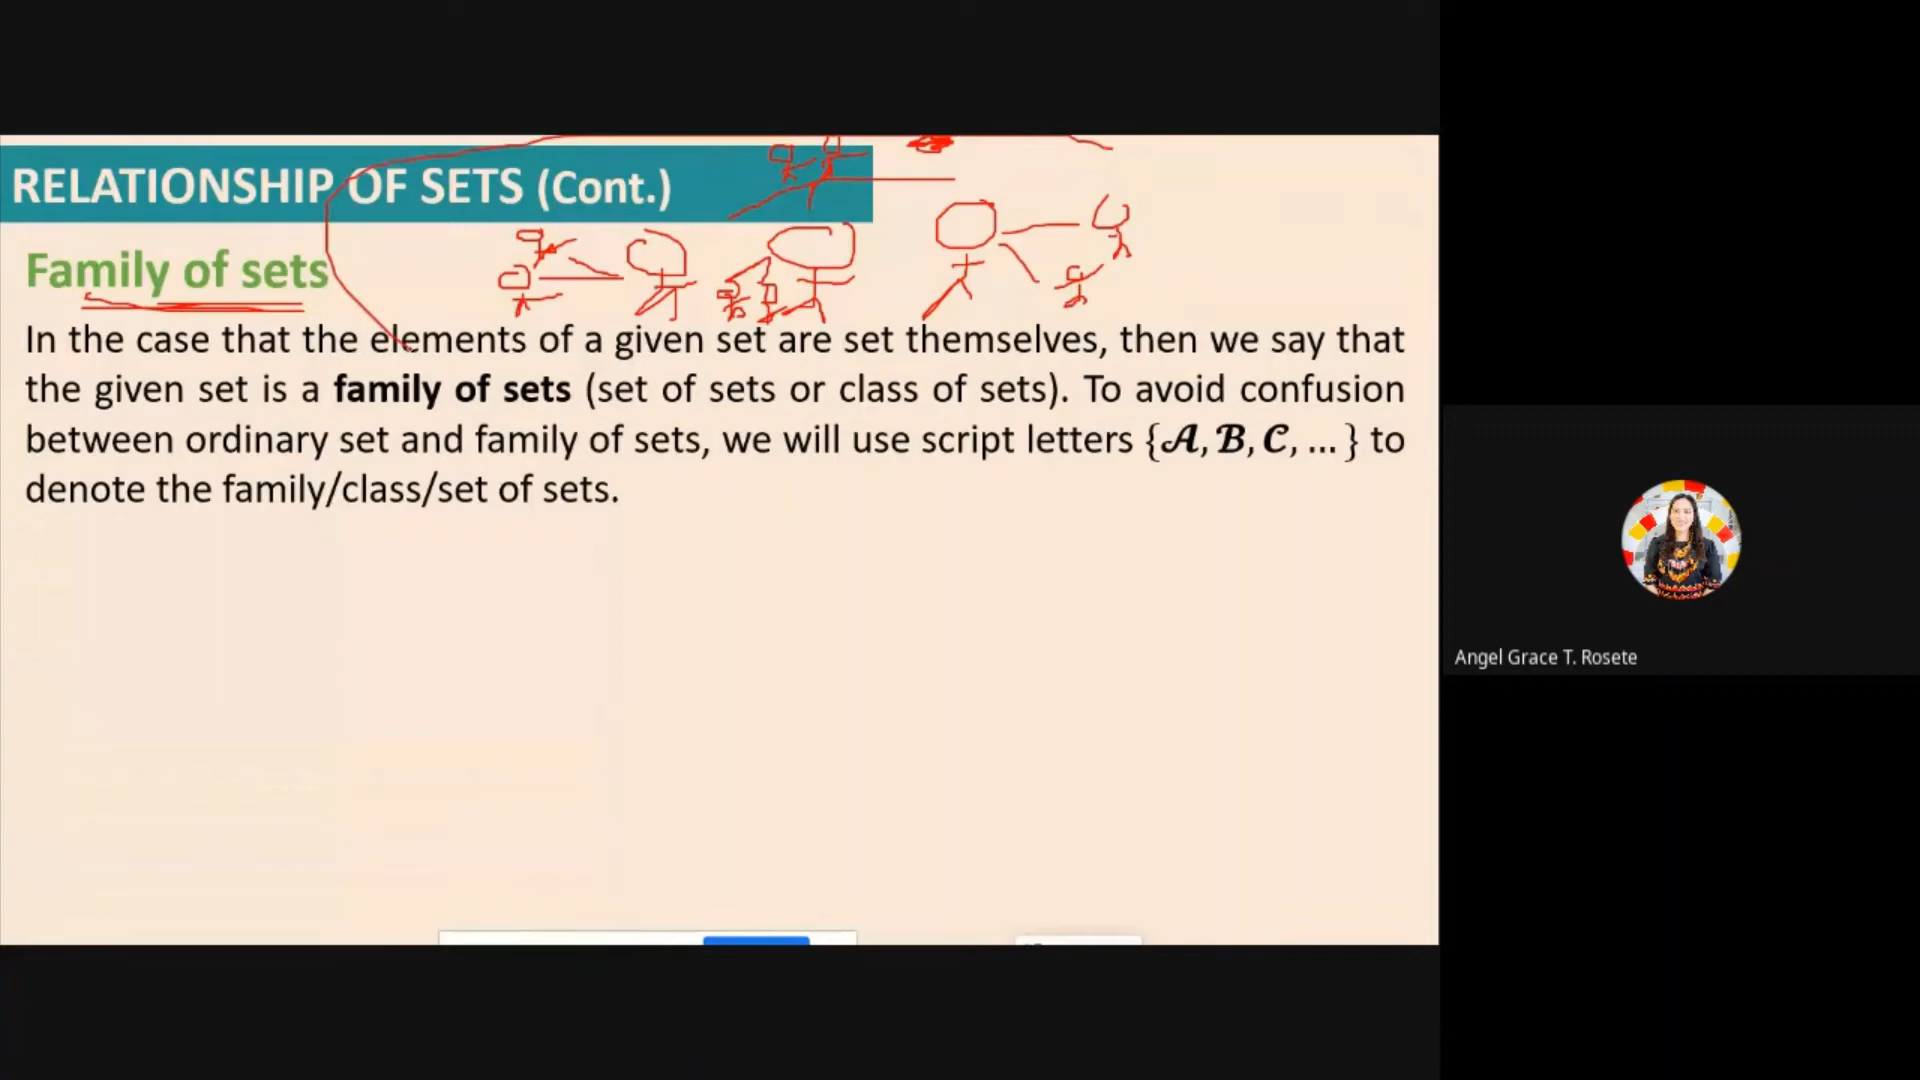 RELATIONSHIP OF SETS (Cont.)
Family of sets
In the case that the elements of a given set are set themselves, then we say that
the given set is a family of sets (set of sets or class of sets). To avoid confusion
between ordinary set and family of sets, we will use script letters {𝓐, 𝓑, 𝓒, ... } to
denote the family/class/set of sets.
Angel Grace T. Rosete